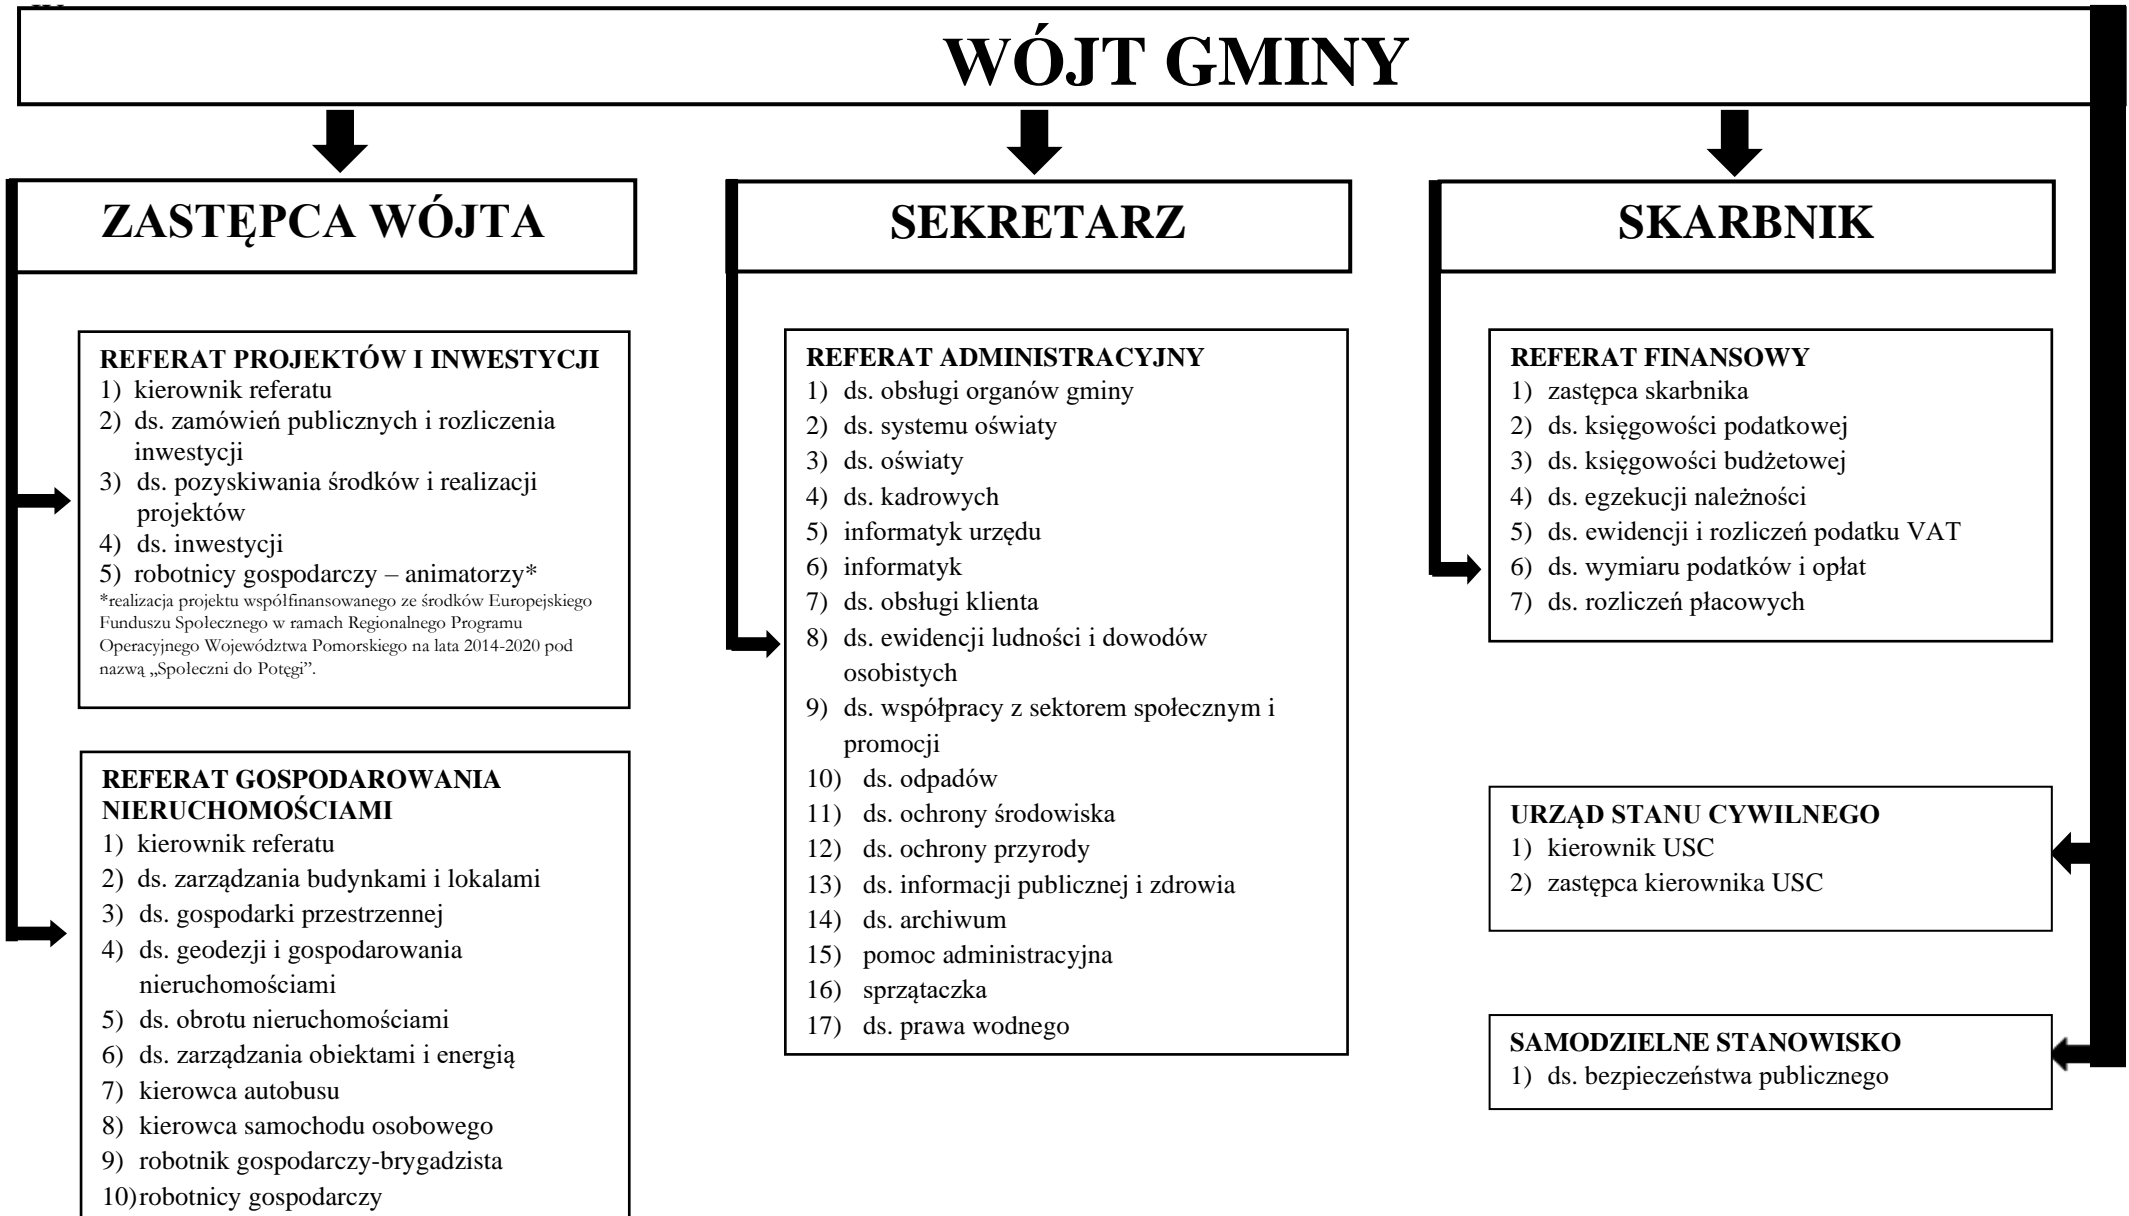 WÓJT GMINY
ZASTĘPCA WÓJTA
REFERAT PROJEKTÓW I INWESTYCJI
1) kierownik referatu
2) ds. zamówień publicznych i rozliczenia
inwestycji
3) ds. pozyskiwania środków i realizacji
projektów
4) ds. inwestycji
5) robotnicy gospodarczy – animatorzy*
*realizacja projektu współfinansowanego ze środków Europejskiego
Funduszu Społecznego w ramach Regionalnego Programu
Operacyjnego Województwa Pomorskiego na lata 2014-2020 pod
nazwą „Społeczni do Potęgi”.
REFERAT GOSPODAROWANIA
NIERUCHOMOŚCIAMI
1) kierownik referatu
2) ds. zarządzania budynkami i lokalami
3) ds. gospodarki przestrzennej
4) ds. geodezji i gospodarowania
nieruchomościami
5) ds. obrotu nieruchomościami
6) ds. zarządzania obiektami i energią
7) kierowca autobusu
8) kierowca samochodu osobowego
9) robotnik gospodarczy-brygadzista
10)robotnicy gospodarczy
SEKRETARZ
REFERAT ADMINISTRACYJNY
1) ds. obsługi organów gminy
2) ds. systemu oświaty
3) ds. oświaty
4) ds. kadrowych
5) informatyk urzędu
6) informatyk
7) ds. obsługi klienta
8) ds. ewidencji ludności i dowodów
osobistych
9) ds. współpracy z sektorem społecznym i
promocji
10) ds. odpadów
11) ds. ochrony środowiska
12) ds. ochrony przyrody
13) ds. informacji publicznej i zdrowia
14) ds. archiwum
15) pomoc administracyjna
16) sprzątaczka
17) ds. prawa wodnego
SKARBNIK
REFERAT FINANSOWY
1) zastępca skarbnika
2) ds. księgowości podatkowej
3) ds. księgowości budżetowej
4) ds. egzekucji należności
5) ds. ewidencji i rozliczeń podatku VAT
6) ds. wymiaru podatków i opłat
7) ds. rozliczeń płacowych
URZĄD STANU CYWILNEGO
1) kierownik USC
2) zastępca kierownika USC
SAMODZIELNE STANOWISKO
1) ds. bezpieczeństwa publicznego